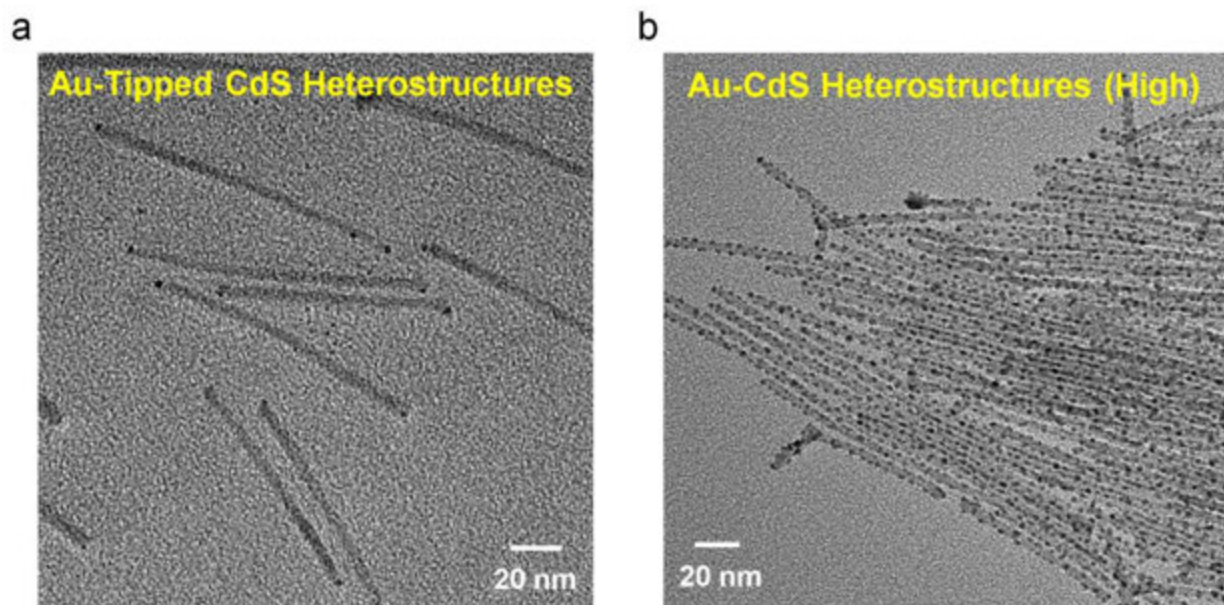 a
b
Au-Tipped CdS Heterostructures
Au-CdS Heterostructures (High)
20 nm
20 nm